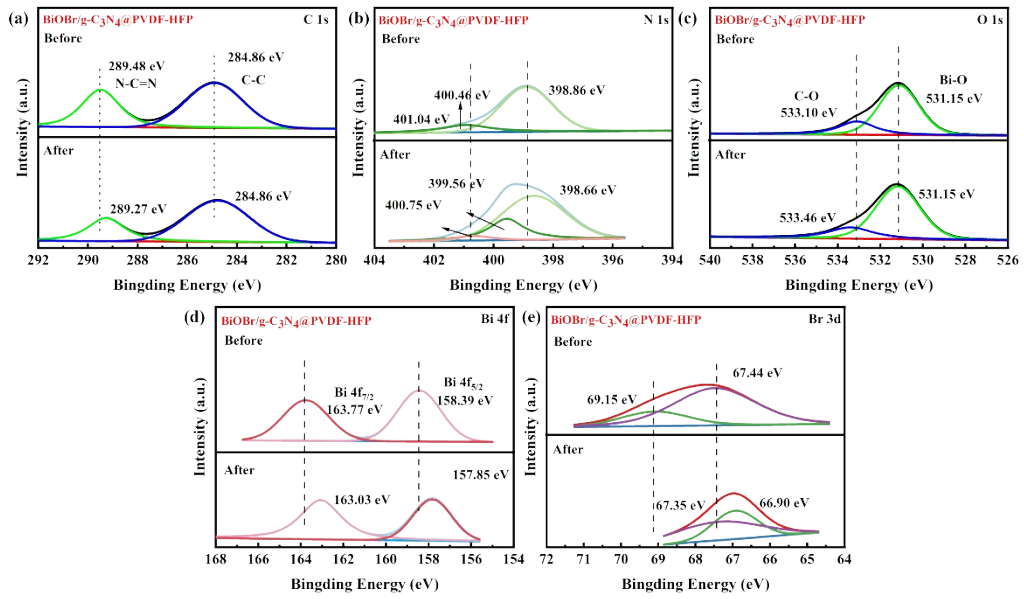 (a)
BiOBr/g-C3N4@PVDF-HFP
C 1s
Before
289.48 eV
N-C=N
284.86 eV
C-C
After
289.27 eV
284.86 eV
Intensity (a.u.)
292 290 288 286 284 282 280
Bingding Energy (eV)
(b)
BiOBr/g-C3N4@PVDF-HFP
N 1s
Before
400.46 eV
401.04 eV
398.86 eV
After
399.56 eV
400.75 eV
398.66 eV
Intensity (a.u.)
404 402 400 398 396 394
Bingding Energy (eV)
(c)
BiOBr/g-C3N4@PVDF-HFP
O 1s
Before
C-O
533.10 eV
Bi-O
531.15 eV
After
533.46 eV
531.15 eV
Intensity (a.u.)
540 538 536 534 532 530 528 526
Bingding Energy (eV)
(d)
BiOBr/g-C3N4@PVDF-HFP
Bi 4f
Before
Bi 4f7/2
163.77 eV
Bi 4f5/2
158.39 eV
After
163.03 eV
157.85 eV
Intensity (a.u.)
168 166 164 162 160 158 156 154
Bingding Energy (eV)
(e)
BiOBr/g-C3N4@PVDF-HFP
Br 3d
Before
69.15 eV
67.44 eV
After
67.35 eV
66.90 eV
Intensity (a.u.)
72 71 70 69 68 67 66 65 64
Bingding Energy (eV)